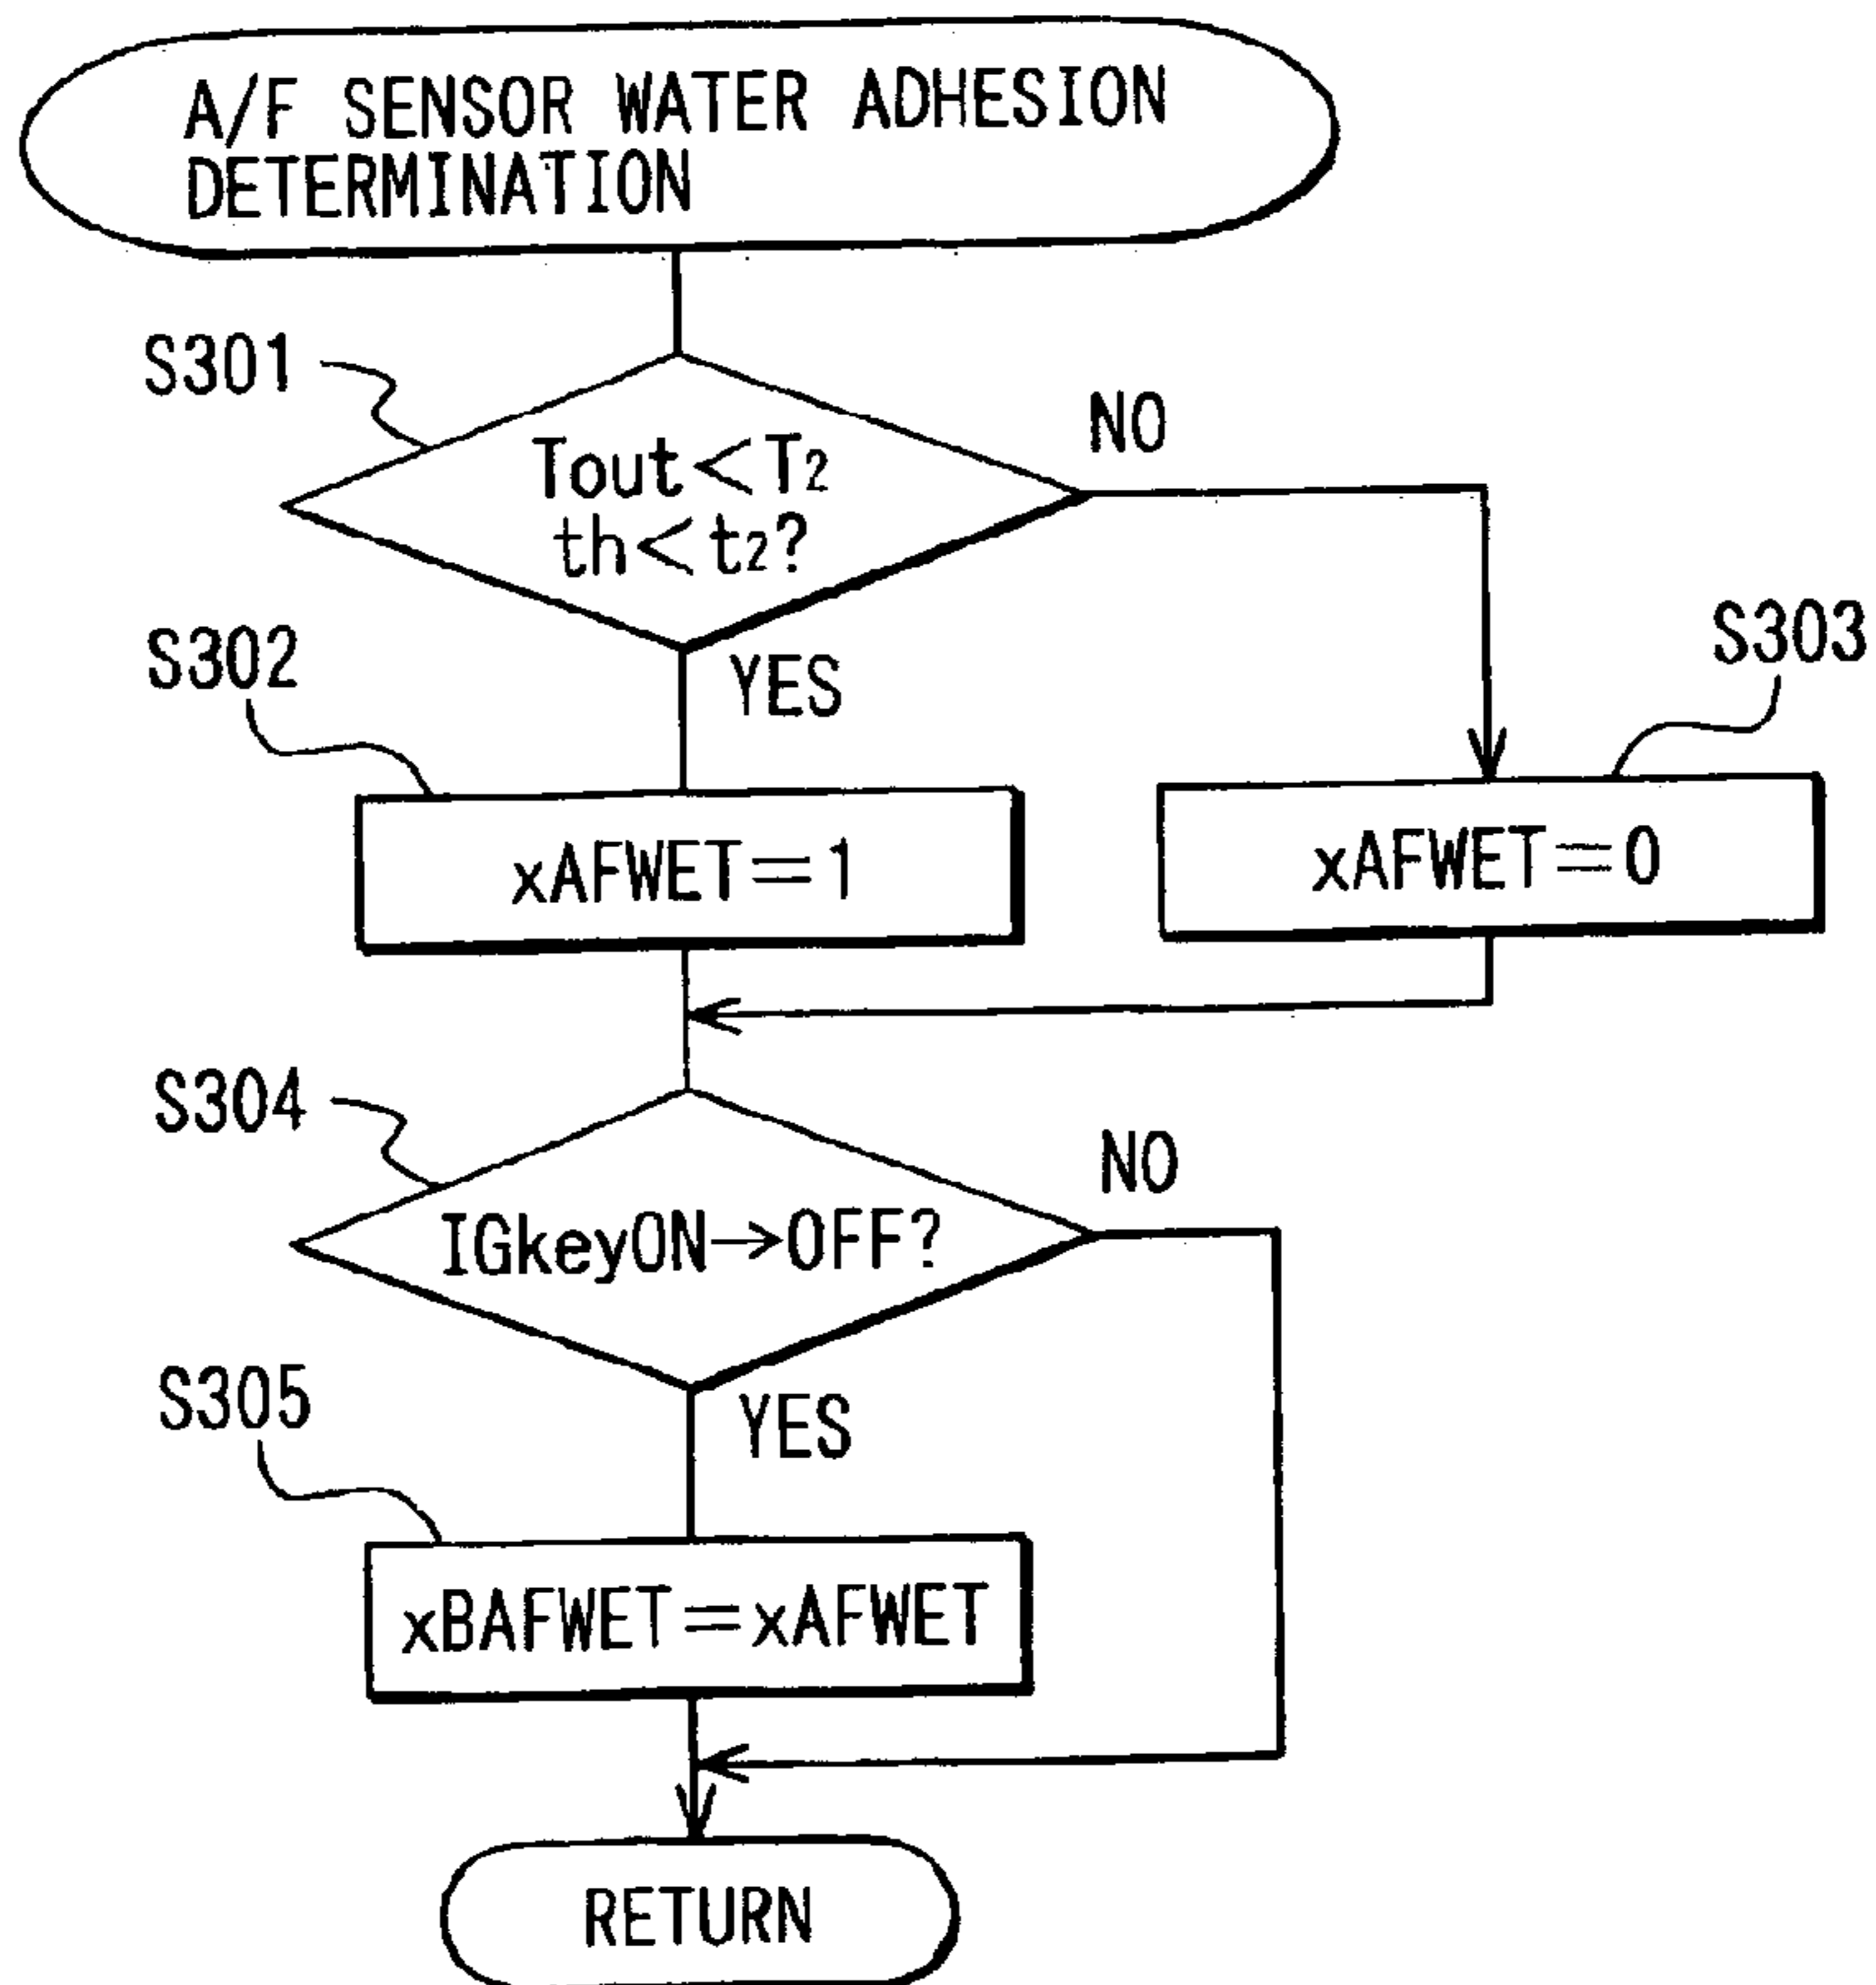 A/F SENSOR WATER ADHESION
DETERMINATION
S301
Tout<T2
th<t2?
NO
S302
YES
S303
xAFWET=1
xAFWET=0
S304
IGkeyON→OFF?
NO
S305
YES
xBAFWET=xAFWET
RETURN